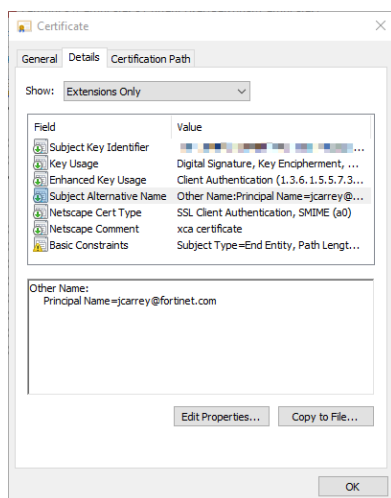 Certificate
General Details Certification Path
Show: Extensions Only
Field Value
Subject Key Identifier ...
Key Usage Digital Signature, Key Encipherment, ...
Enhanced Key Usage Client Authentication (1.3.6.1.5.5.7.3...
Subject Alternative Name Other Name:Principal Name=jcarrey@...
Netscape Cert Type SSL Client Authentication, SMIME (a0)
Netscape Comment xca certificate
Basic Constraints Subject Type=End Entity, Path Lengt...
Other Name:
Principal Name=jcarrey@fortinet.com
Edit Properties... Copy to File...
OK